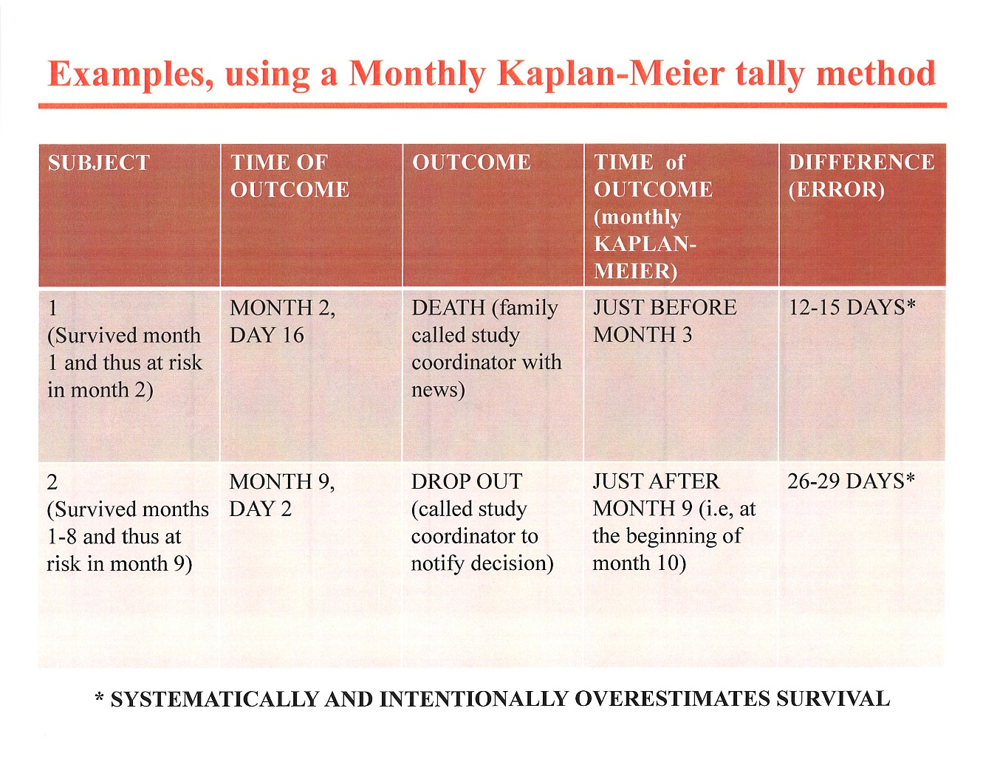 Examples, using a Monthly Kaplan-Meier tally method
SUBJECT
TIME OF
OUTCOME
OUTCOME
TIME of
OUTCOME
(monthly
KAPLAN-
MEIER)
DIFFERENCE
(ERROR)
1
(Survived month
1 and thus at risk
in month 2)
MONTH 2,
DAY 16
DEATH (family
called study
coordinator with
news)
JUST BEFORE
MONTH 3
12-15 DAYS*
2
(Survived months
1-8 and thus at
risk in month 9)
MONTH 9,
DAY 2
DROP OUT
(called study
coordinator to
notify decision)
JUST AFTER
MONTH 9 (i.e, at
the beginning of
month 10)
26-29 DAYS*
* SYSTEMATICALLY AND INTENTIONALLY OVERESTIMATES SURVIVAL